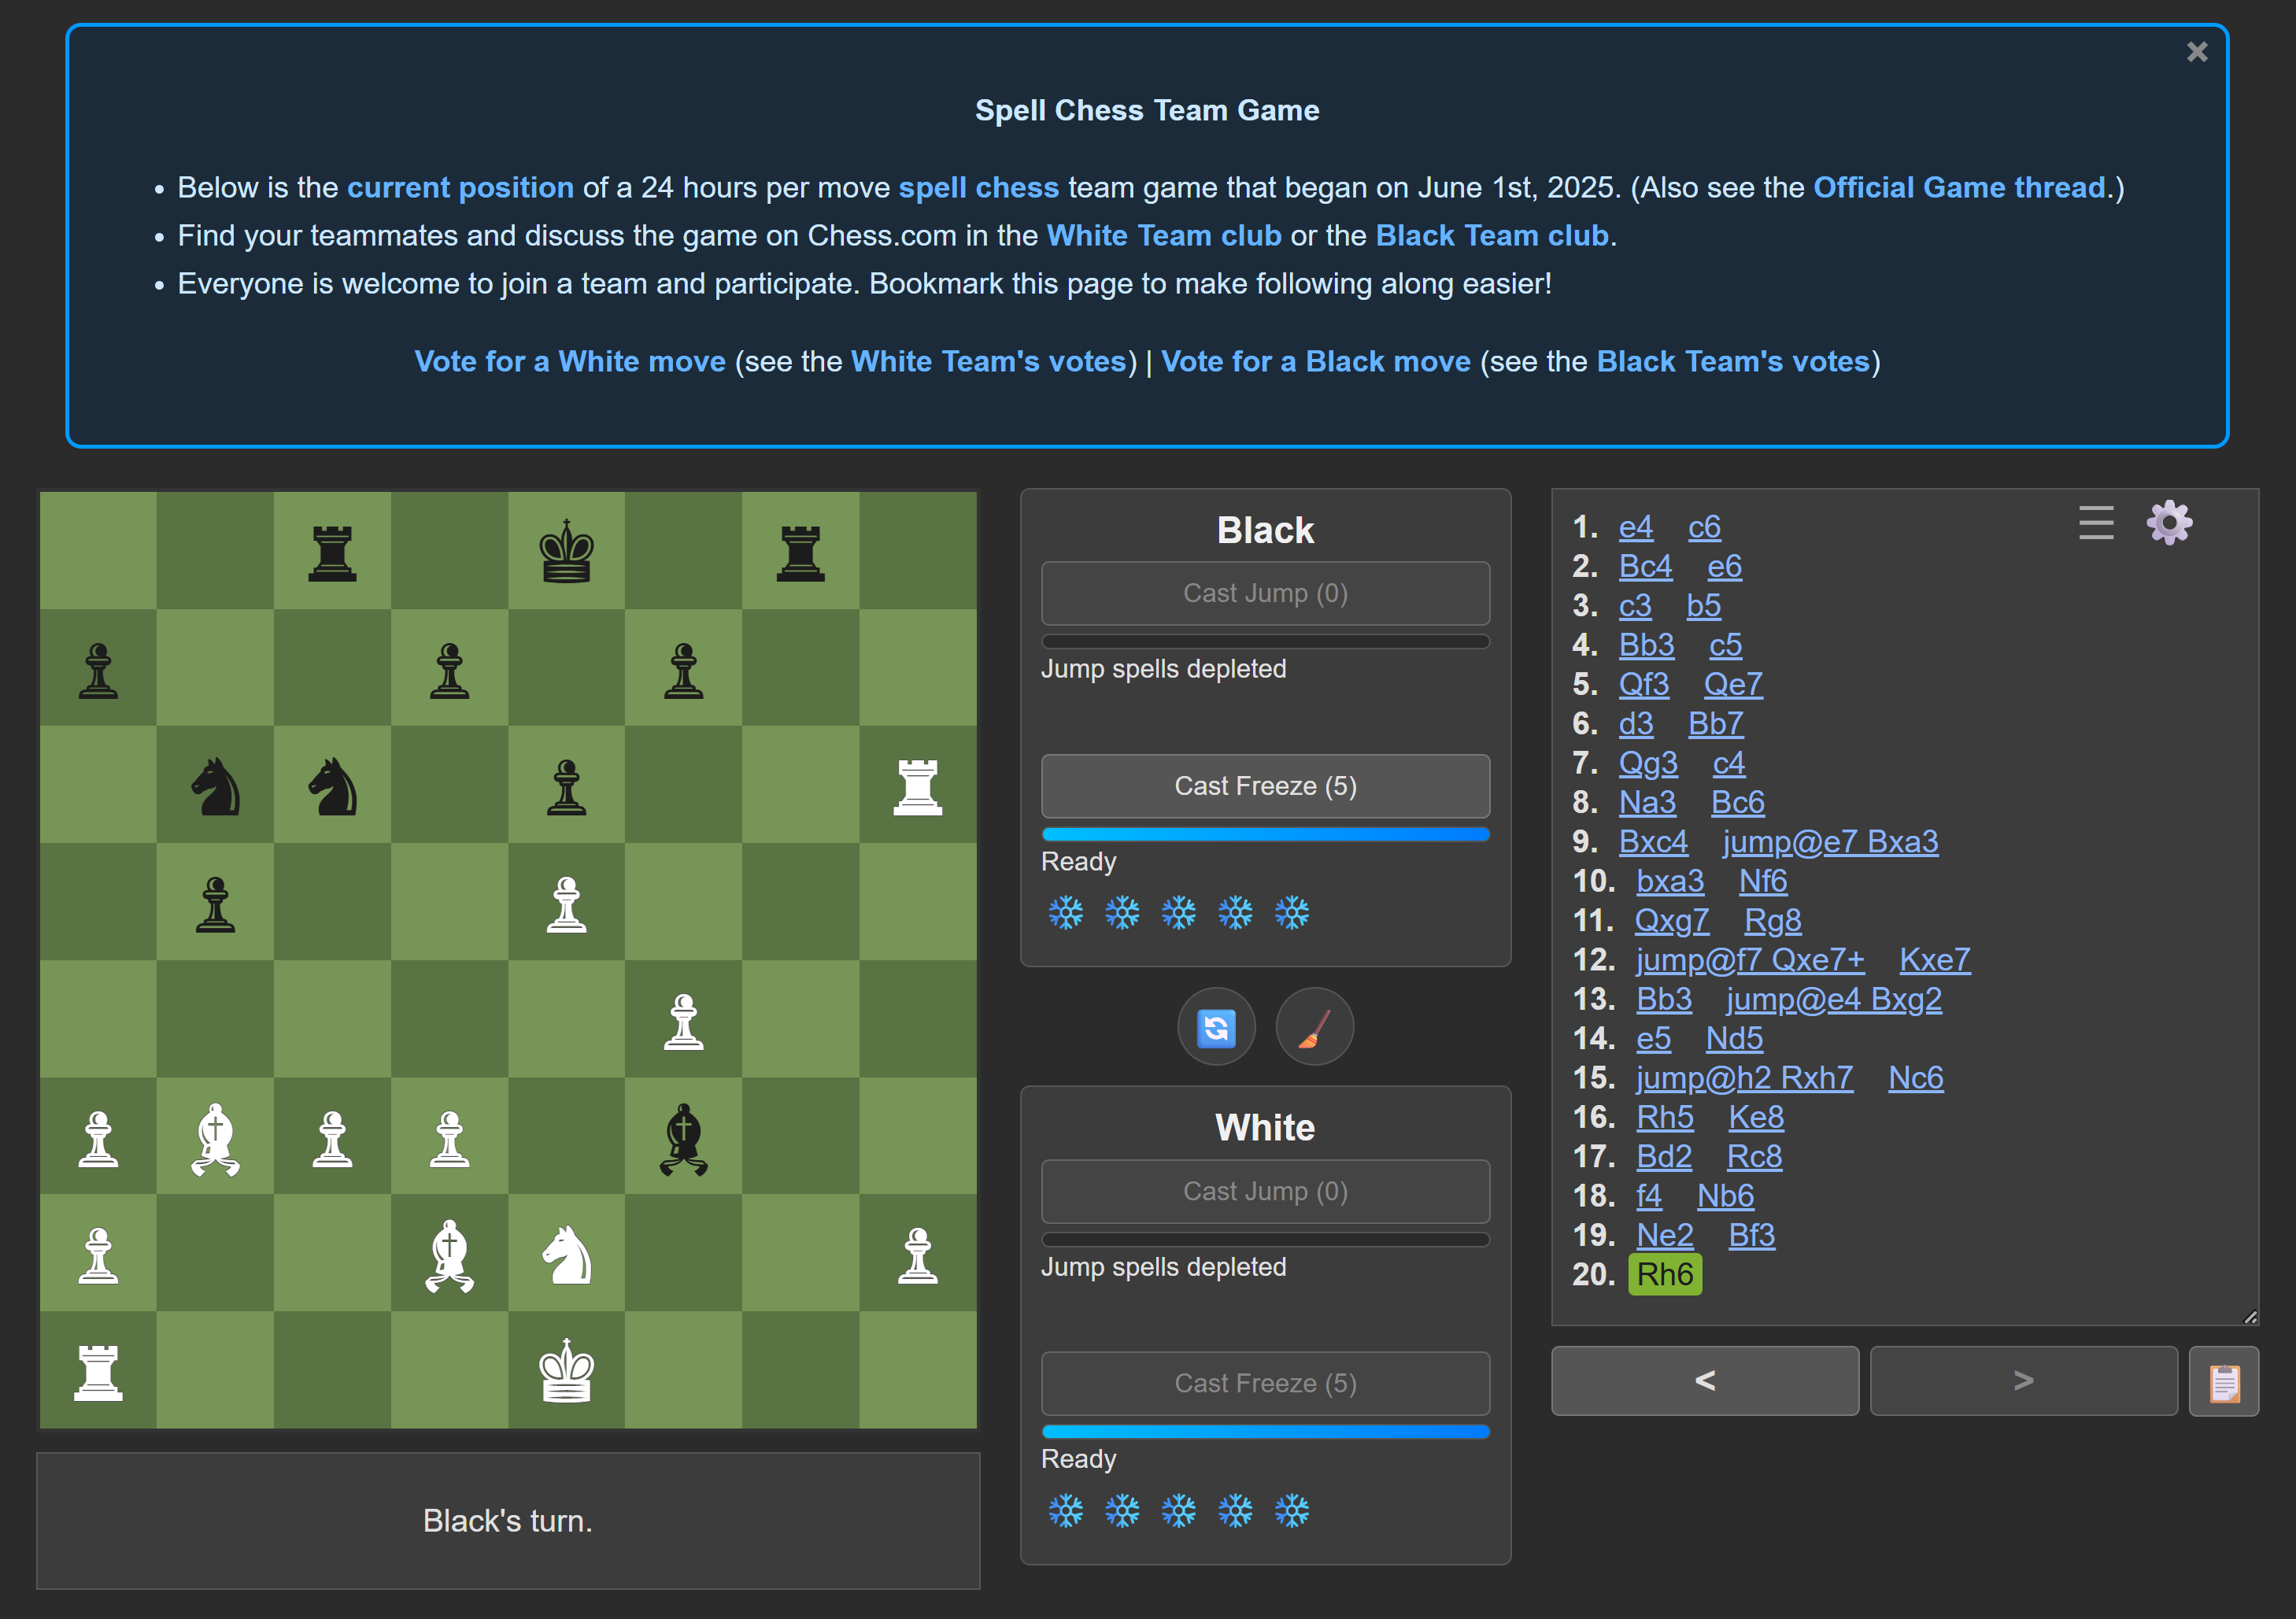 Spell Chess Team Game
• Below is the current position of a 24 hours per move spell chess team game that began on June 1st, 2025. (Also see the Official Game thread.)
• Find your teammates and discuss the game on Chess.com in the White Team club or the Black Team club.
• Everyone is welcome to join a team and participate. Bookmark this page to make following along easier!
Vote for a White move (see the White Team's votes) | Vote for a Black move (see the Black Team's votes)
Black's turn.
Black
Cast Jump (0)
Jump spells depleted
Cast Freeze (5)
Ready
White
Cast Jump (0)
Jump spells depleted
Cast Freeze (5)
Ready
1. e4 c6
2. Bc4 e6
3. c3 b5
4. Bb3 c5
5. Qf3 Qe7
6. d3 Bb7
7. Qg3 c4
8. Na3 Bc6
9. Bxc4 jump@e7 Bxa3
10. bxa3 Nf6
11. Qxg7 Rg8
12. jump@f7 Qxe7+ Kxe7
13. Bb3 jump@e4 Bxg2
14. e5 Nd5
15. jump@h2 Rxh7 Nc6
16. Rh5 Ke8
17. Bd2 Rc8
18. f4 Nb6
19. Ne2 Bf3
20. Rh6
< >